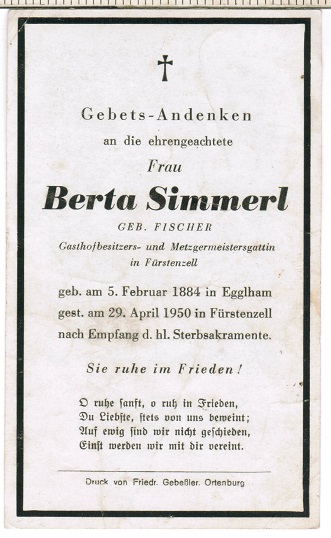 Gebets-Andenken
an die ehrengeachtete
Frau
Berta Simmerl
GEB. FISCHER
Gasthofbesitzers- und Metzgermeistersgattin
in Fürstenzell
geb. am 5. Februar 1884 in Egglham
gest. am 29. April 1950 in Fürstenzell
nach Empfang d. hl. Sterbsakramente.
Sie ruhe im Frieden!
O ruhe sanft, o ruh in Frieden,
Du Liebste, stets von uns beweint;
Auf ewig sind wir nicht geschieden,
Einst werden wir mit dir vereint.
Druck von Friedr. Gebeßler, Ortenburg